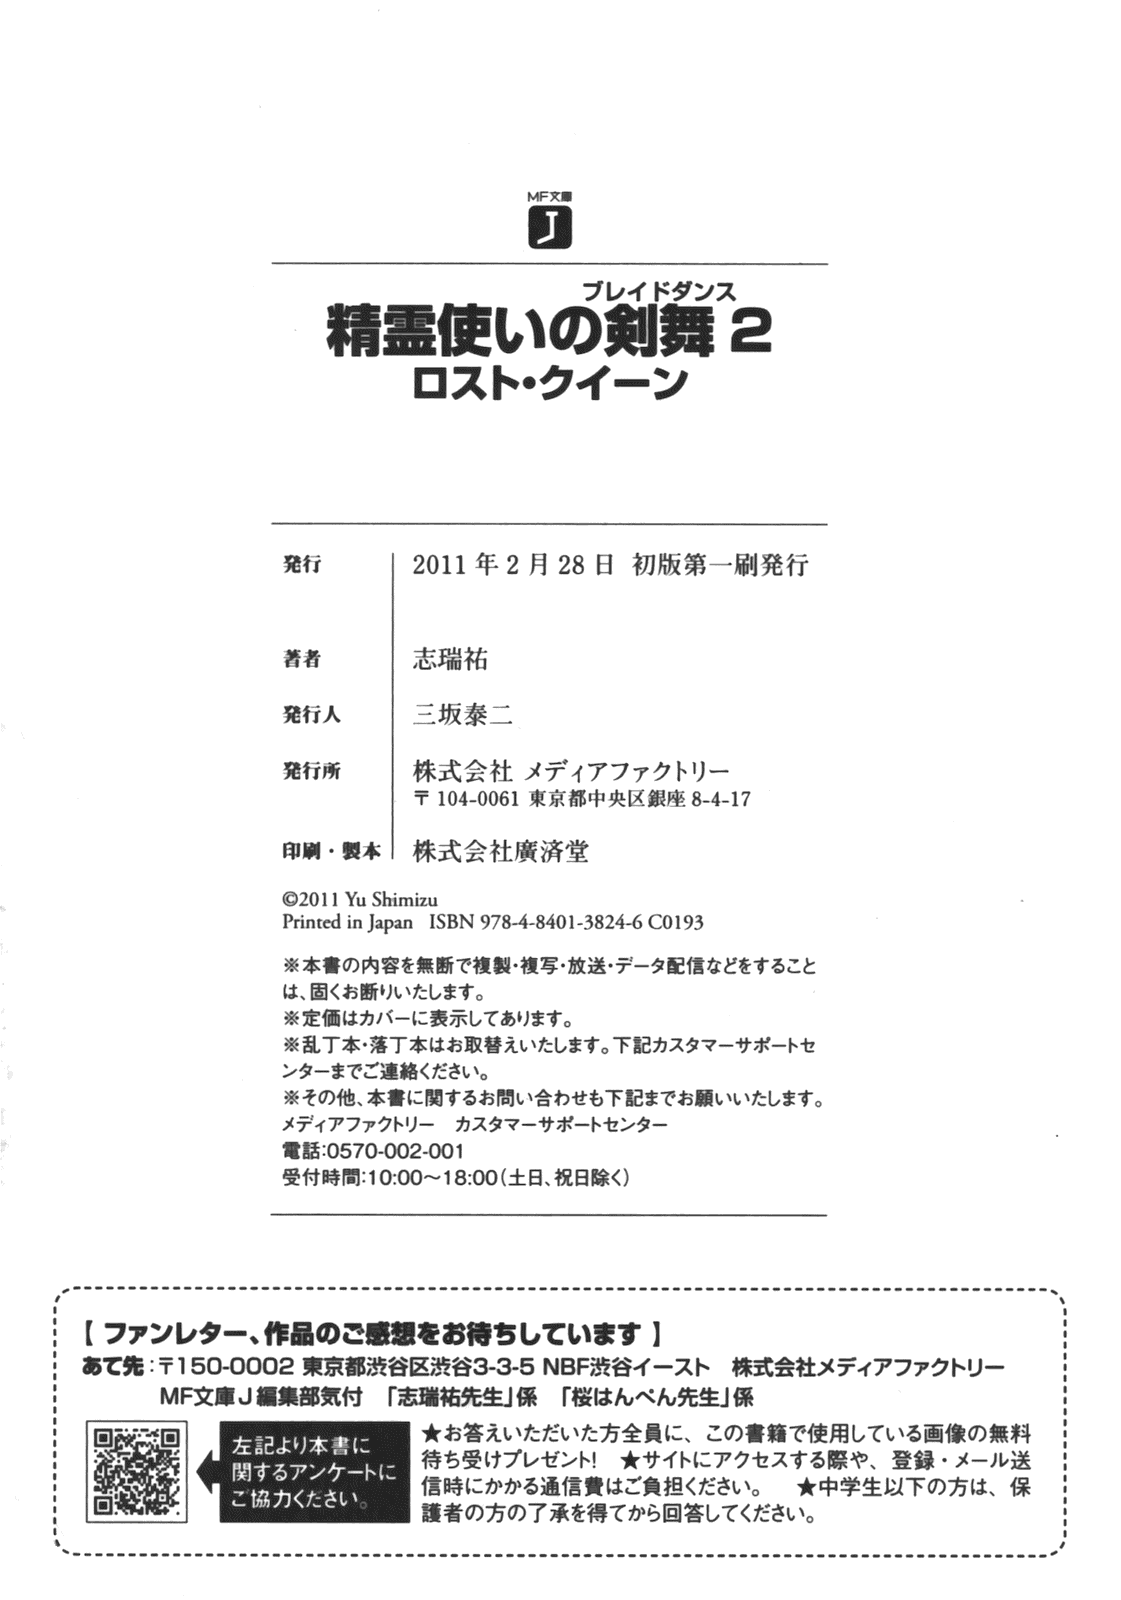 MF文庫
J
ブレイドダンス
精霊使いの剣舞 2
ロスト・クイーン
発行 2011年2月28日 初版第一刷発行
著者 志瑞祐
発行人 三坂泰二
発行所 株式会社 メディアファクトリー
〒104-0061 東京都中央区銀座 8-4-17
印刷・製本 株式会社廣済堂
©2011 Yu Shimizu
Printed in Japan ISBN 978-4-8401-3824-6 C0193
※本書の内容を無断で複製・複写・放送・データ配信などをすること
は、固くお断りいたします。
※定価はカバーに表示してあります。
※乱丁本・落丁本はお取替えいたします。下記カスタマーサポートセ
ンターまでご連絡ください。
※その他、本書に関するお問い合わせも下記までお願いいたします。
メディアファクトリー　カスタマーサポートセンター
電話:0570-002-001
受付時間:10:00～18:00（土日、祝日除く）
【 ファンレター、作品のご感想をお待ちしています 】
あて先：〒150-0002 東京都渋谷区渋谷3-3-5 NBF渋谷イースト　株式会社メディアファクトリー
MF文庫J編集部気付　「志瑞祐先生」係　「桜はんぺん先生」係
左記より本書に
関するアンケートに
ご協力ください。
★お答えいただいた方全員に、この書籍で使用している画像の無料
待ち受けプレゼント!　★サイトにアクセスする際や、登録・メール送
信時にかかる通信費はご負担ください。　★中学生以下の方は、保
護者の方の了承を得てから回答してください。